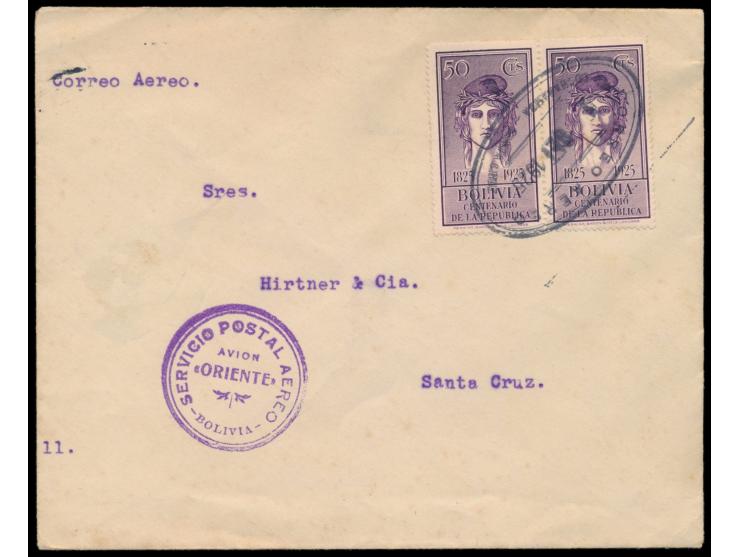 Correo Aereo.
50 Cts
1825 1925
BOLIVIA
CENTENARIO
DE LA REPUBLICA
50 Cts
1825 1925
BOLIVIA
CENTENARIO
DE LA REPUBLICA
Sres.
Hirtner & Cia.
Santa Cruz.
SERVICIO POSTAL AEREO
AVION
«ORIENTE»
-BOLIVIA-
11.